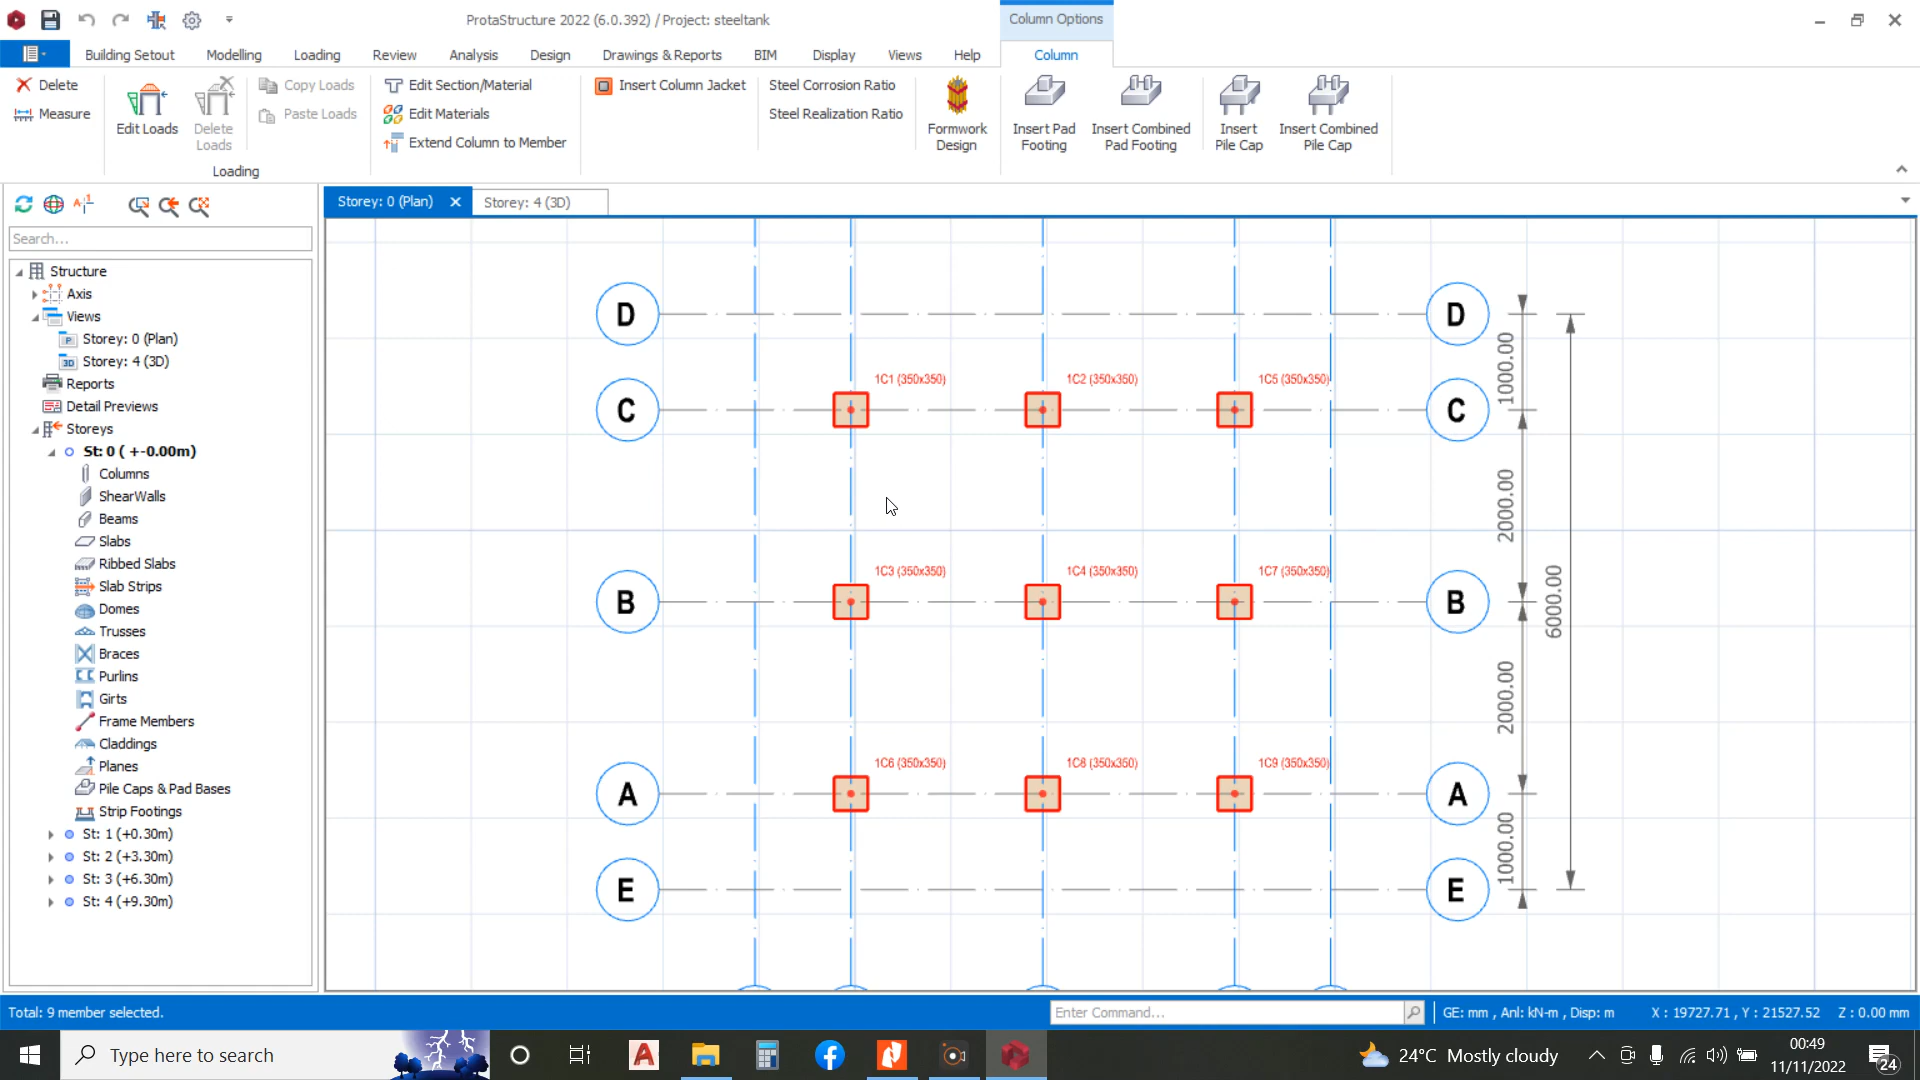 ProtaStructure 2022 (6.0.392) / Project: steeltank
Column Options
Building Setout
Modelling
Loading
Review
Analysis
Design
Drawings & Reports
BIM
Display
Views
Help
Column
Delete
Measure
Edit Loads
Delete Loads
Copy Loads
Paste Loads
Loading
Edit Section/Material
Edit Materials
Extend Column to Member
Insert Column Jacket
Steel Corrosion Ratio
Steel Realization Ratio
Formwork Design
Insert Pad Footing
Insert Combined Pad Footing
Insert Pile Cap
Insert Combined Pile Cap
Storey: 0 (Plan)
Storey: 4 (3D)
Search...
Structure
Axis
Views
Storey: 0 (Plan)
Storey: 4 (3D)
Reports
Detail Previews
Storeys
St: 0 ( +-0.00m)
Columns
ShearWalls
Beams
Slabs
Ribbed Slabs
Slab Strips
Domes
Trusses
Braces
Purlins
Girts
Frame Members
Claddings
Planes
Pile Caps & Pad Bases
Strip Footings
St: 1 (+0.30m)
St: 2 (+3.30m)
St: 3 (+6.30m)
St: 4 (+9.30m)
D
D
1000.00
1C1 (350x350)
1C2 (350x350)
1C5 (350x350)
C
C
2000.00
1C3 (350x350)
1C4 (350x350)
1C7 (350x350)
B
B
6000.00
2000.00
1C6 (350x350)
1C8 (350x350)
1C9 (350x350)
A
A
1000.00
E
E
Total: 9 member selected.
Enter Command...
GE: mm , Anl: kN-m , Disp: m
X : 19727.71 , Y : 21527.52
Z : 0.00 mm
Type here to search
24°C Mostly cloudy
00:49
11/11/2022
24